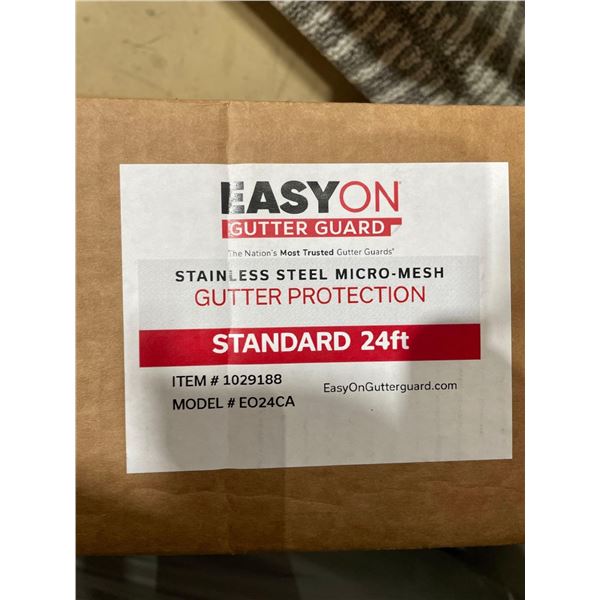 EASYON
GUTTER GUARD
The Nation's Most Trusted Gutter Guards®
STAINLESS STEEL MICRO-MESH
GUTTER PROTECTION
STANDARD 24ft
ITEM # 1029188
EasyOnGutterguard.com
MODEL # EO24CA